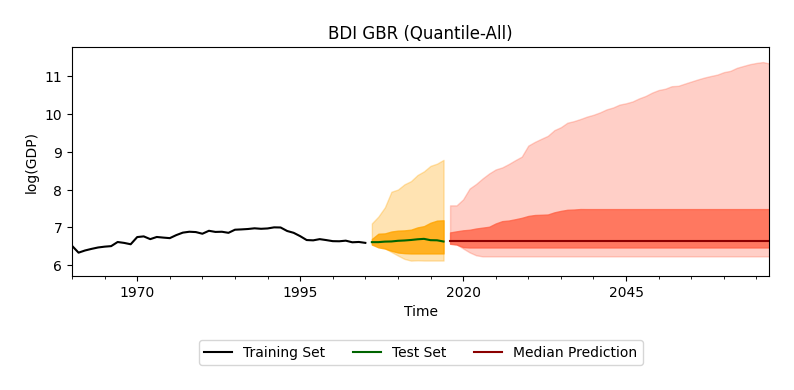 BDI GBR (Quantile-All)
11
10
9
8
7
6
log(GDP)
1970
1995
2020
2045
Time
Training Set
Test Set
Median Prediction